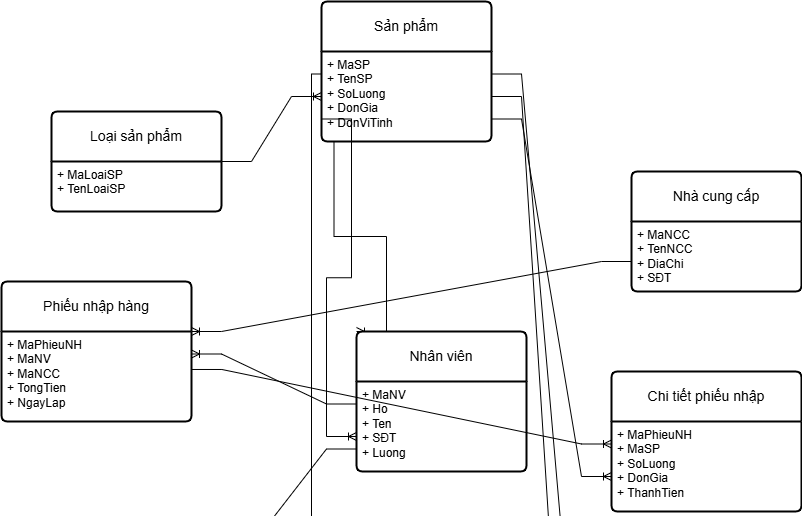 Sản phẩm
+ MaSP
+ TenSP
+ SoLuong
+ DonGia
+ DonViTinh
Loại sản phẩm
+ MaLoaiSP
+ TenLoaiSP
Nhà cung cấp
+ MaNCC
+ TenNCC
+ DiaChi
+ SĐT
Phiếu nhập hàng
+ MaPhieuNH
+ MaNV
+ MaNCC
+ TongTien
+ NgayLap
Nhân viên
+ MaNV
+ Ho
+ Ten
+ SĐT
+ Luong
Chi tiết phiếu nhập
+ MaPhieuNH
+ MaSP
+ SoLuong
+ DonGia
+ ThanhTien